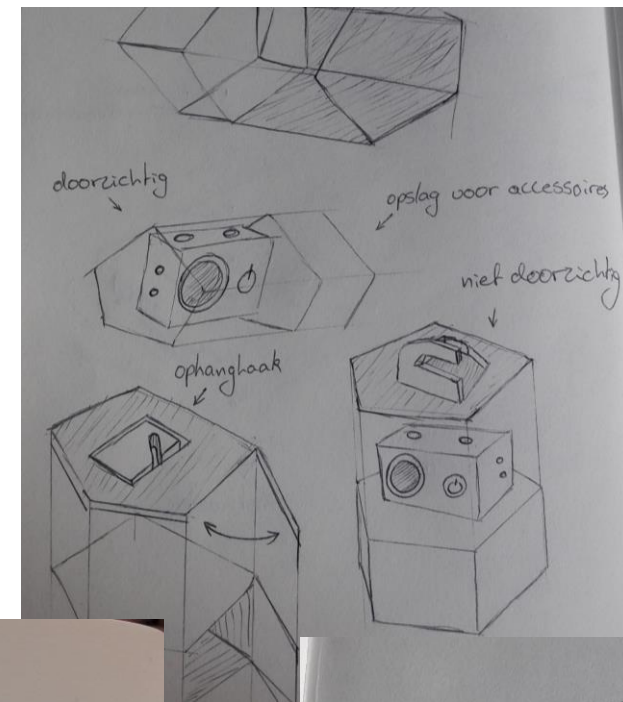 doorzichtig
opslag voor accessoires
niet doorzichtig
ophanghaak